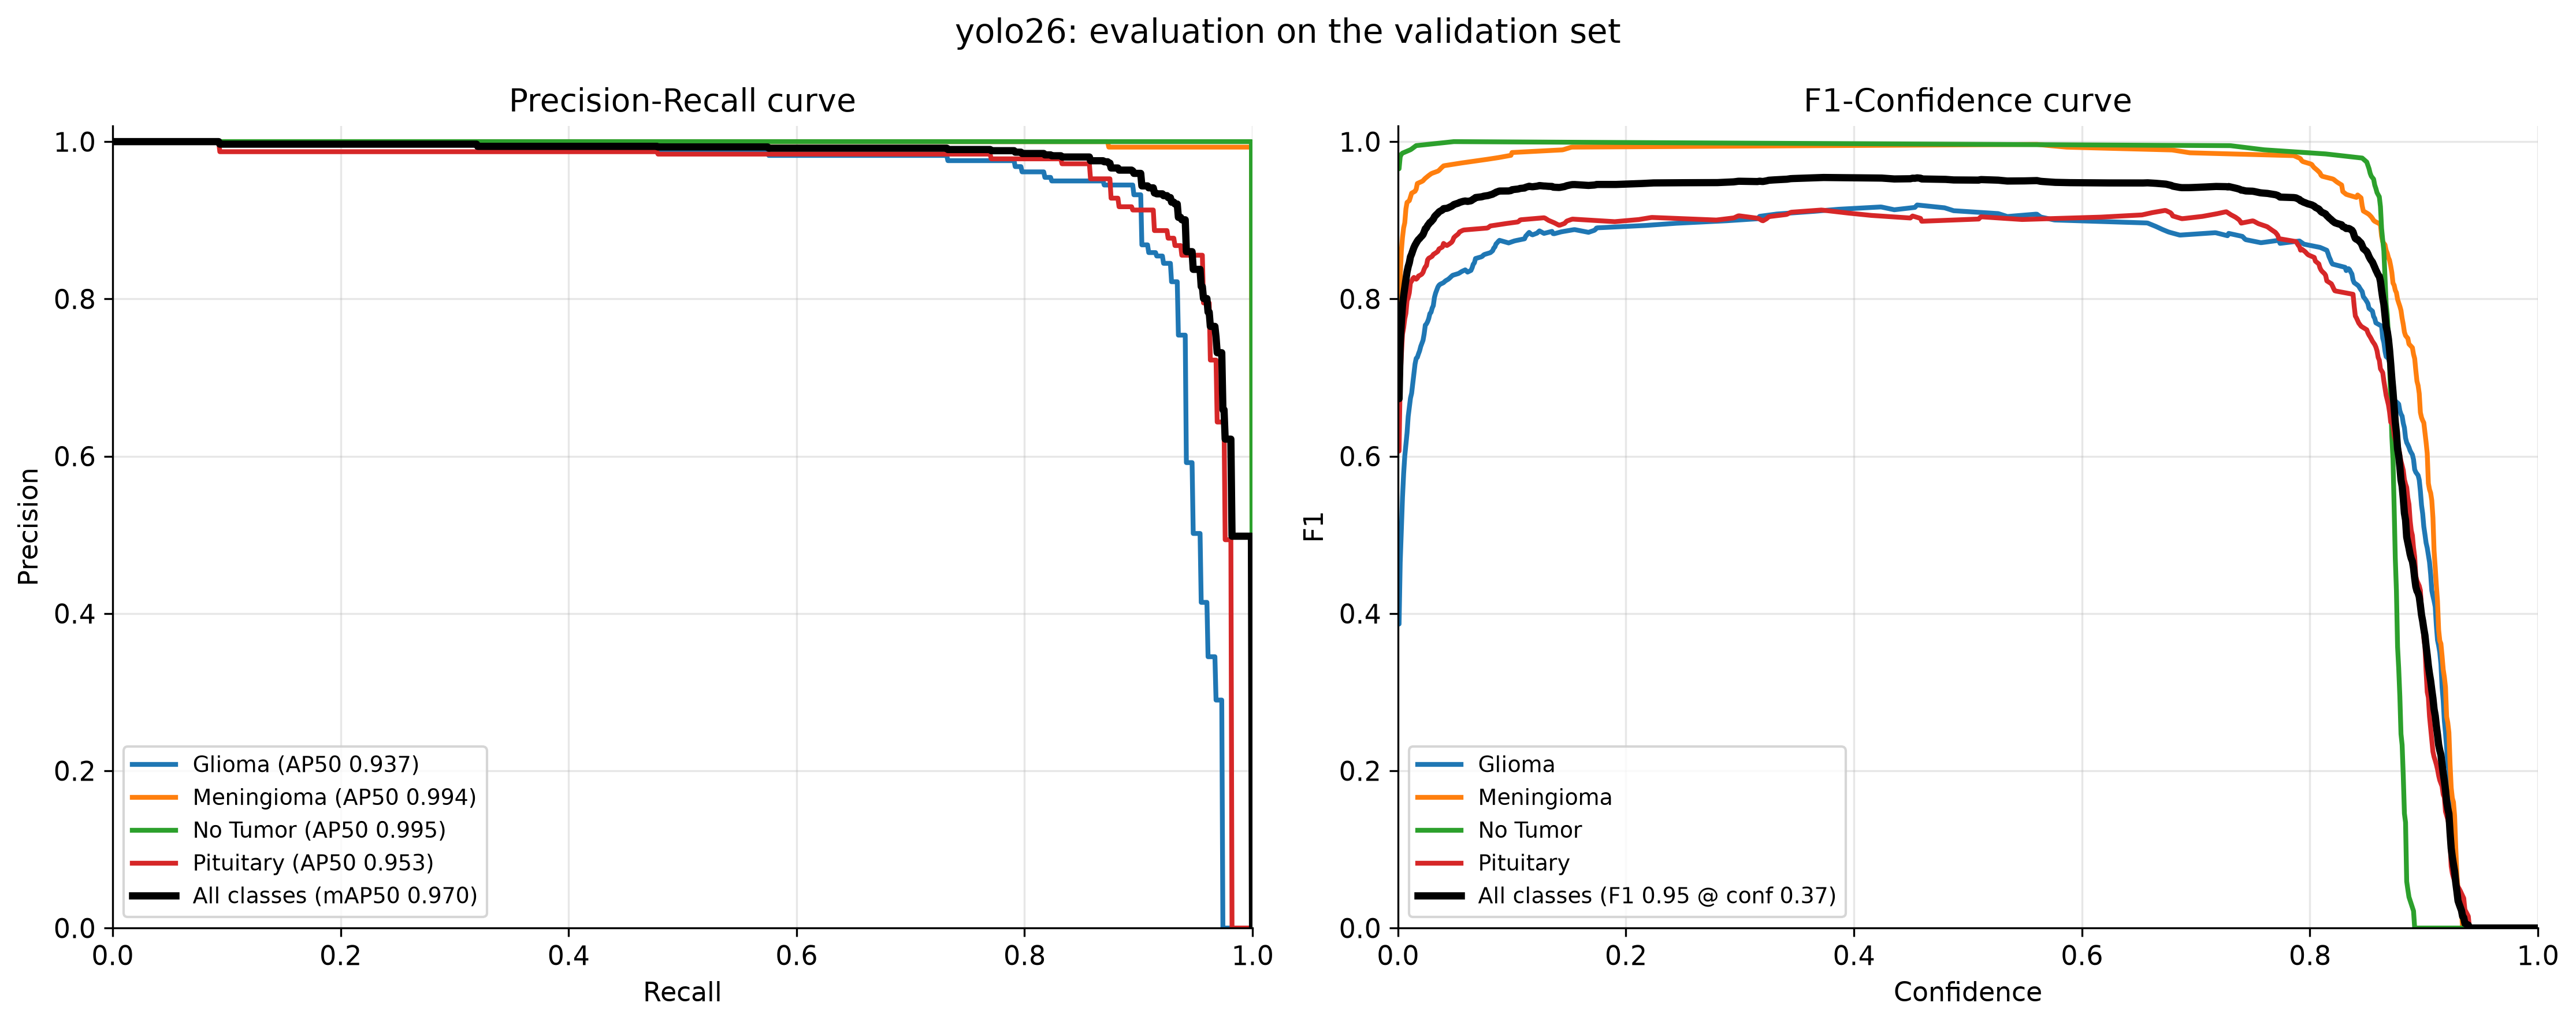 yolo26: evaluation on the validation set
Precision-Recall curve
1.0
0.8
0.6
0.4
0.2
0.0
Precision
0.0 0.2 0.4 0.6 0.8 1.0
Recall
Glioma (AP50 0.937)
Meningioma (AP50 0.994)
No Tumor (AP50 0.995)
Pituitary (AP50 0.953)
All classes (mAP50 0.970)
F1-Confidence curve
1.0
0.8
0.6
0.4
0.2
0.0
F1
0.0 0.2 0.4 0.6 0.8 1.0
Confidence
Glioma
Meningioma
No Tumor
Pituitary
All classes (F1 0.95 @ conf 0.37)